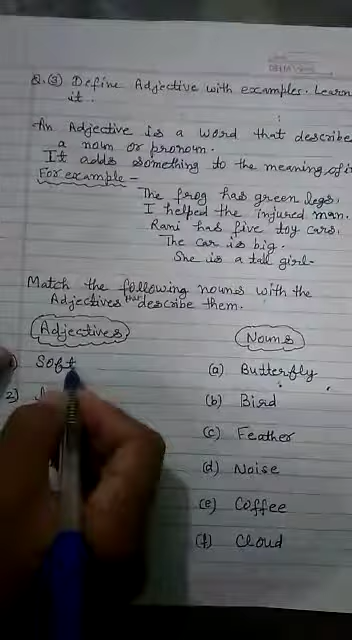 Q.(3) Define Adjective with examples. Learn
it.
An Adjective is a word that describe
a noun or pronoun.
It adds something to the meaning of it
For example -
The frog has green legs.
I helped the injured man.
Rami has five toy cars.
The car is big.
She is a tall girl.
Match the following nouns with the
Adjectives that describe them.
Adjectives Nouns
Soft (a) Butterfly
2) (b) Bird
(c) Feather
(d) Noise
(e) Coffee
(f) Cloud